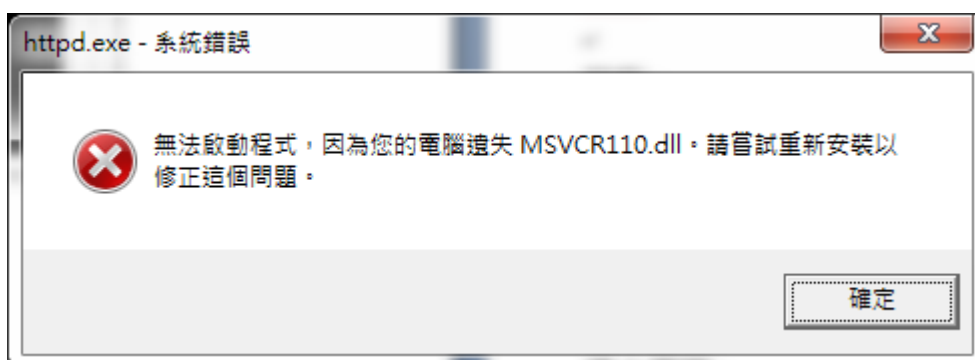 httpd.exe - 系統錯誤
無法啟動程式，因為您的電腦遺失 MSVCR110.dll。請嘗試重新安裝以
修正這個問題。
確定